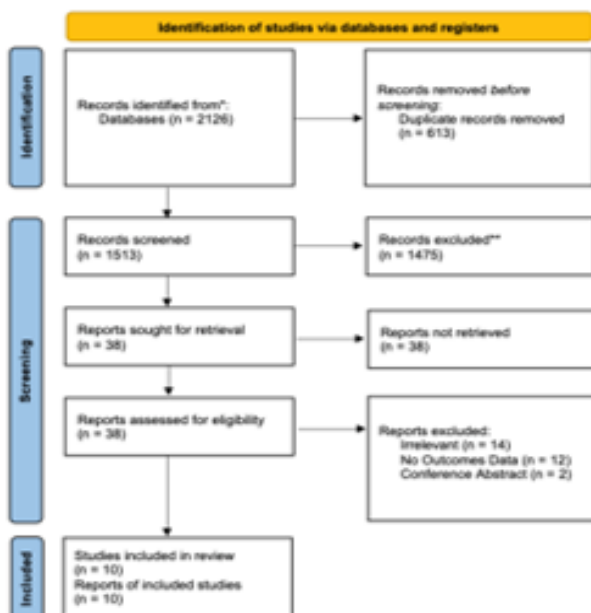 Identification of studies via databases and registers
Identification
Records identified from*:
Databases (n = 2126)
Records removed before
screening:
Duplicate records removed
(n = 613)
Screening
Records screened
(n = 1513)
Records excluded**
(n = 1475)
Reports sought for retrieval
(n = 38)
Reports not retrieved
(n = 38)
Reports assessed for eligibility
(n = 38)
Reports excluded:
Irrelevant (n = 14)
No Outcomes Data (n = 12)
Conference Abstract (n = 2)
Included
Studies included in review
(n = 10)
Reports of included studies
(n = 10)